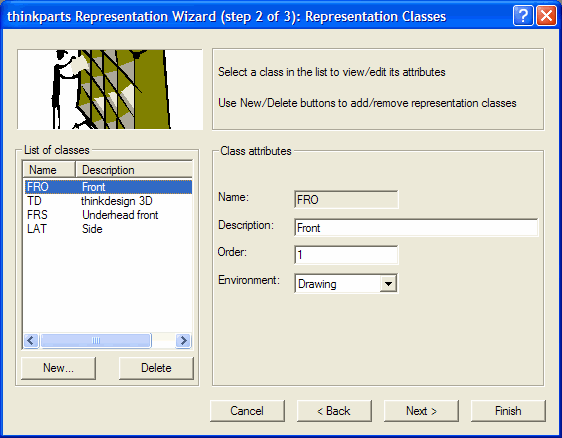 thinkparts Representation Wizard (step 2 of 3): Representation Classes
Select a class in the list to view/edit its attributes
Use New/Delete buttons to add/remove representation classes
List of classes
Name Description
FRO Front
TD thinkdesign 3D
FRS Underhead front
LAT Side
New... Delete
Class attributes
Name: FRO
Description: Front
Order: 1
Environment: Drawing
Cancel < Back Next > Finish